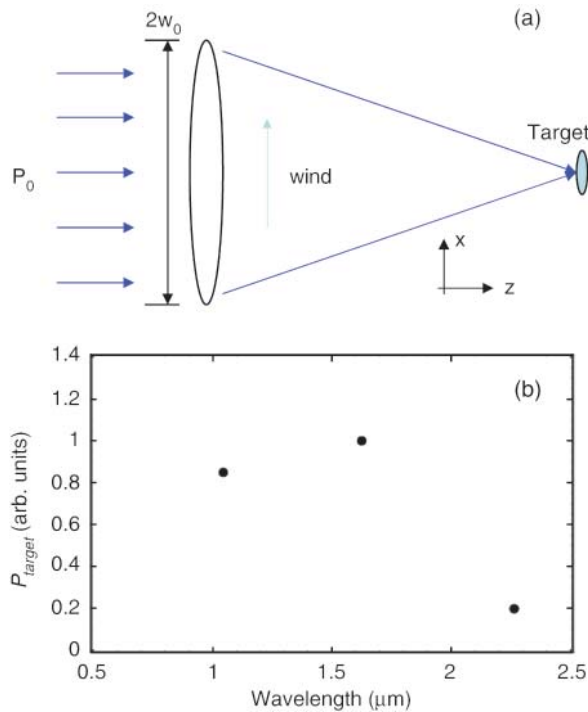 (a)
2w₀
P₀
wind
Target
x
z
(b)
1.4
1.2
1
0.8
0.6
0.4
0.2
0
P_target (arb. units)
0.5
1
1.5
2
2.5
Wavelength (μm)